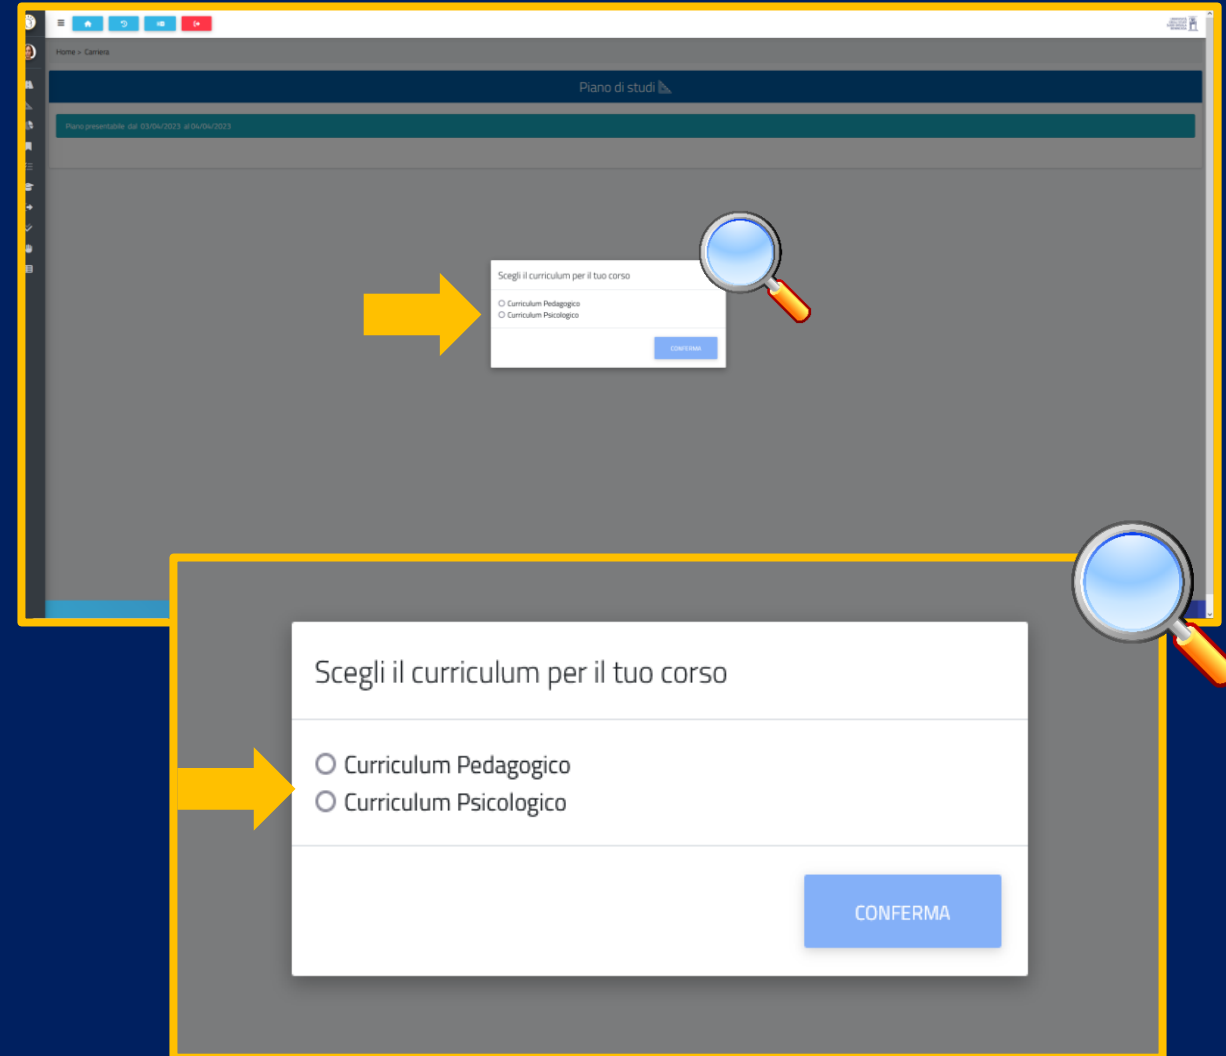 Home > Carriera
Piano di studi
Piano presentabile dal 03/04/2023 al 04/04/2023
Scegli il curriculum per il tuo corso
Curriculum Pedagogico
Curriculum Psicologico
CONFERMA
Scegli il curriculum per il tuo corso
Curriculum Pedagogico
Curriculum Psicologico
CONFERMA